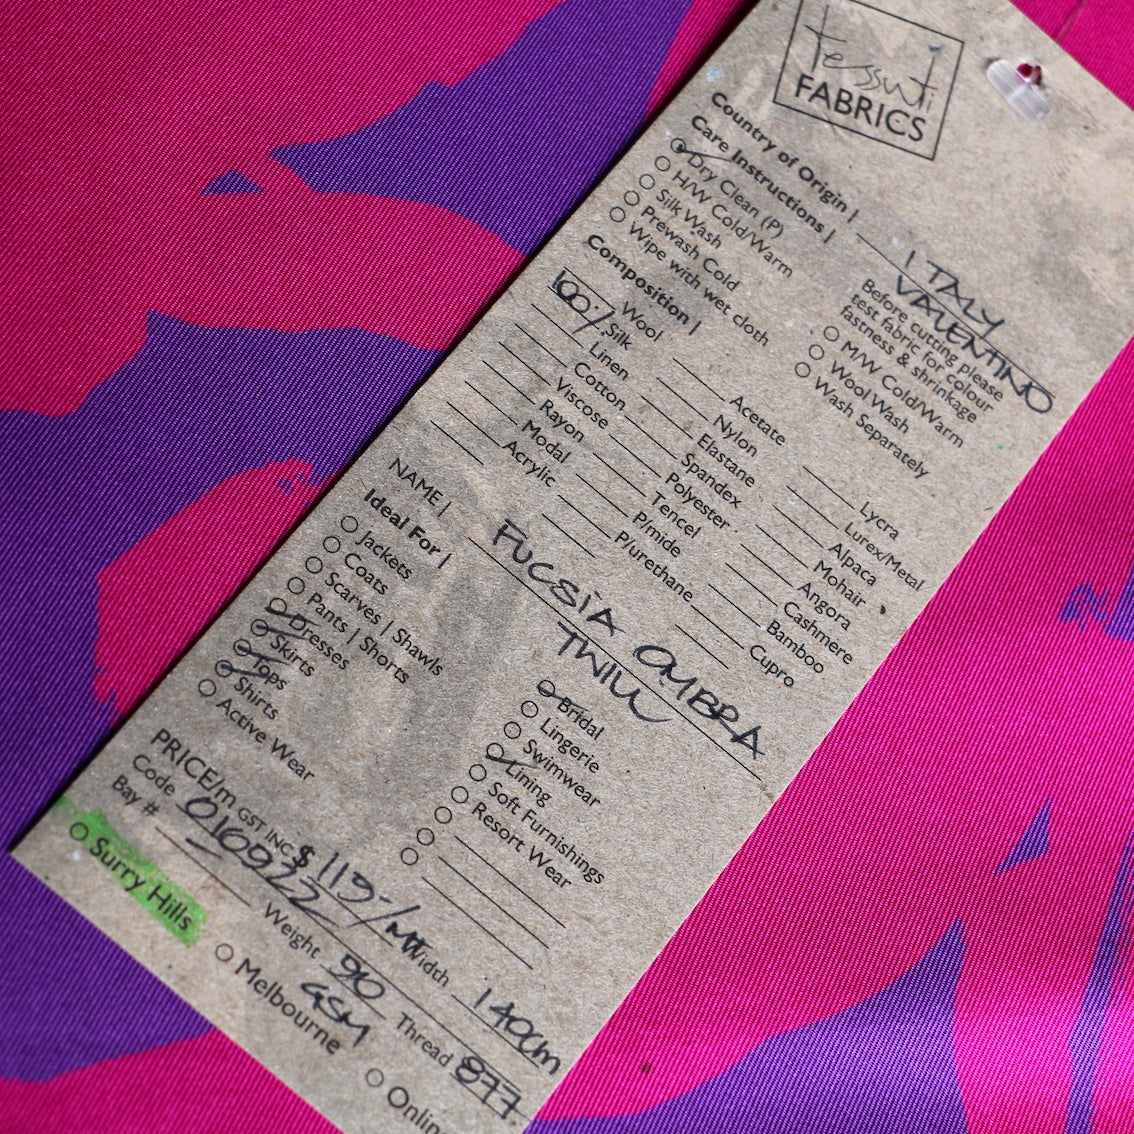 tessuti
FABRICS
Country of Origin | ITALY
VALENTINO
Care Instructions |
Before cutting please
test fabric for colour
fastness & shrinkage
Dry Clean (P)
H/W Cold/Warm
Silk Wash
Prewash Cold
Wipe with wet cloth
M/W Cold/Warm
Wool Wash
Wash Separately
Composition |
Wool
100% Silk
Linen
Cotton
Viscose
Rayon
Modal
Acrylic
Acetate
Nylon
Elastane
Spandex
Polyester
Tencel
P/mide
P/urethane
Lycra
Lurex/Metal
Alpaca
Mohair
Angora
Cashmere
Bamboo
Cupro
NAME | FUCSIA OMBRA
TWILL
Ideal For |
Jackets
Coats
Scarves | Shawls
Pants | Shorts
Dresses
Skirts
Tops
Shirts
Active Wear
Bridal
Lingerie
Swimwear
Lining
Soft Furnishings
Resort Wear
PRICE/m GST INC $
Width 140cm
Code 016932
Weight 90
GSM
Thread 877
Bay #
Surry Hills
Melbourne